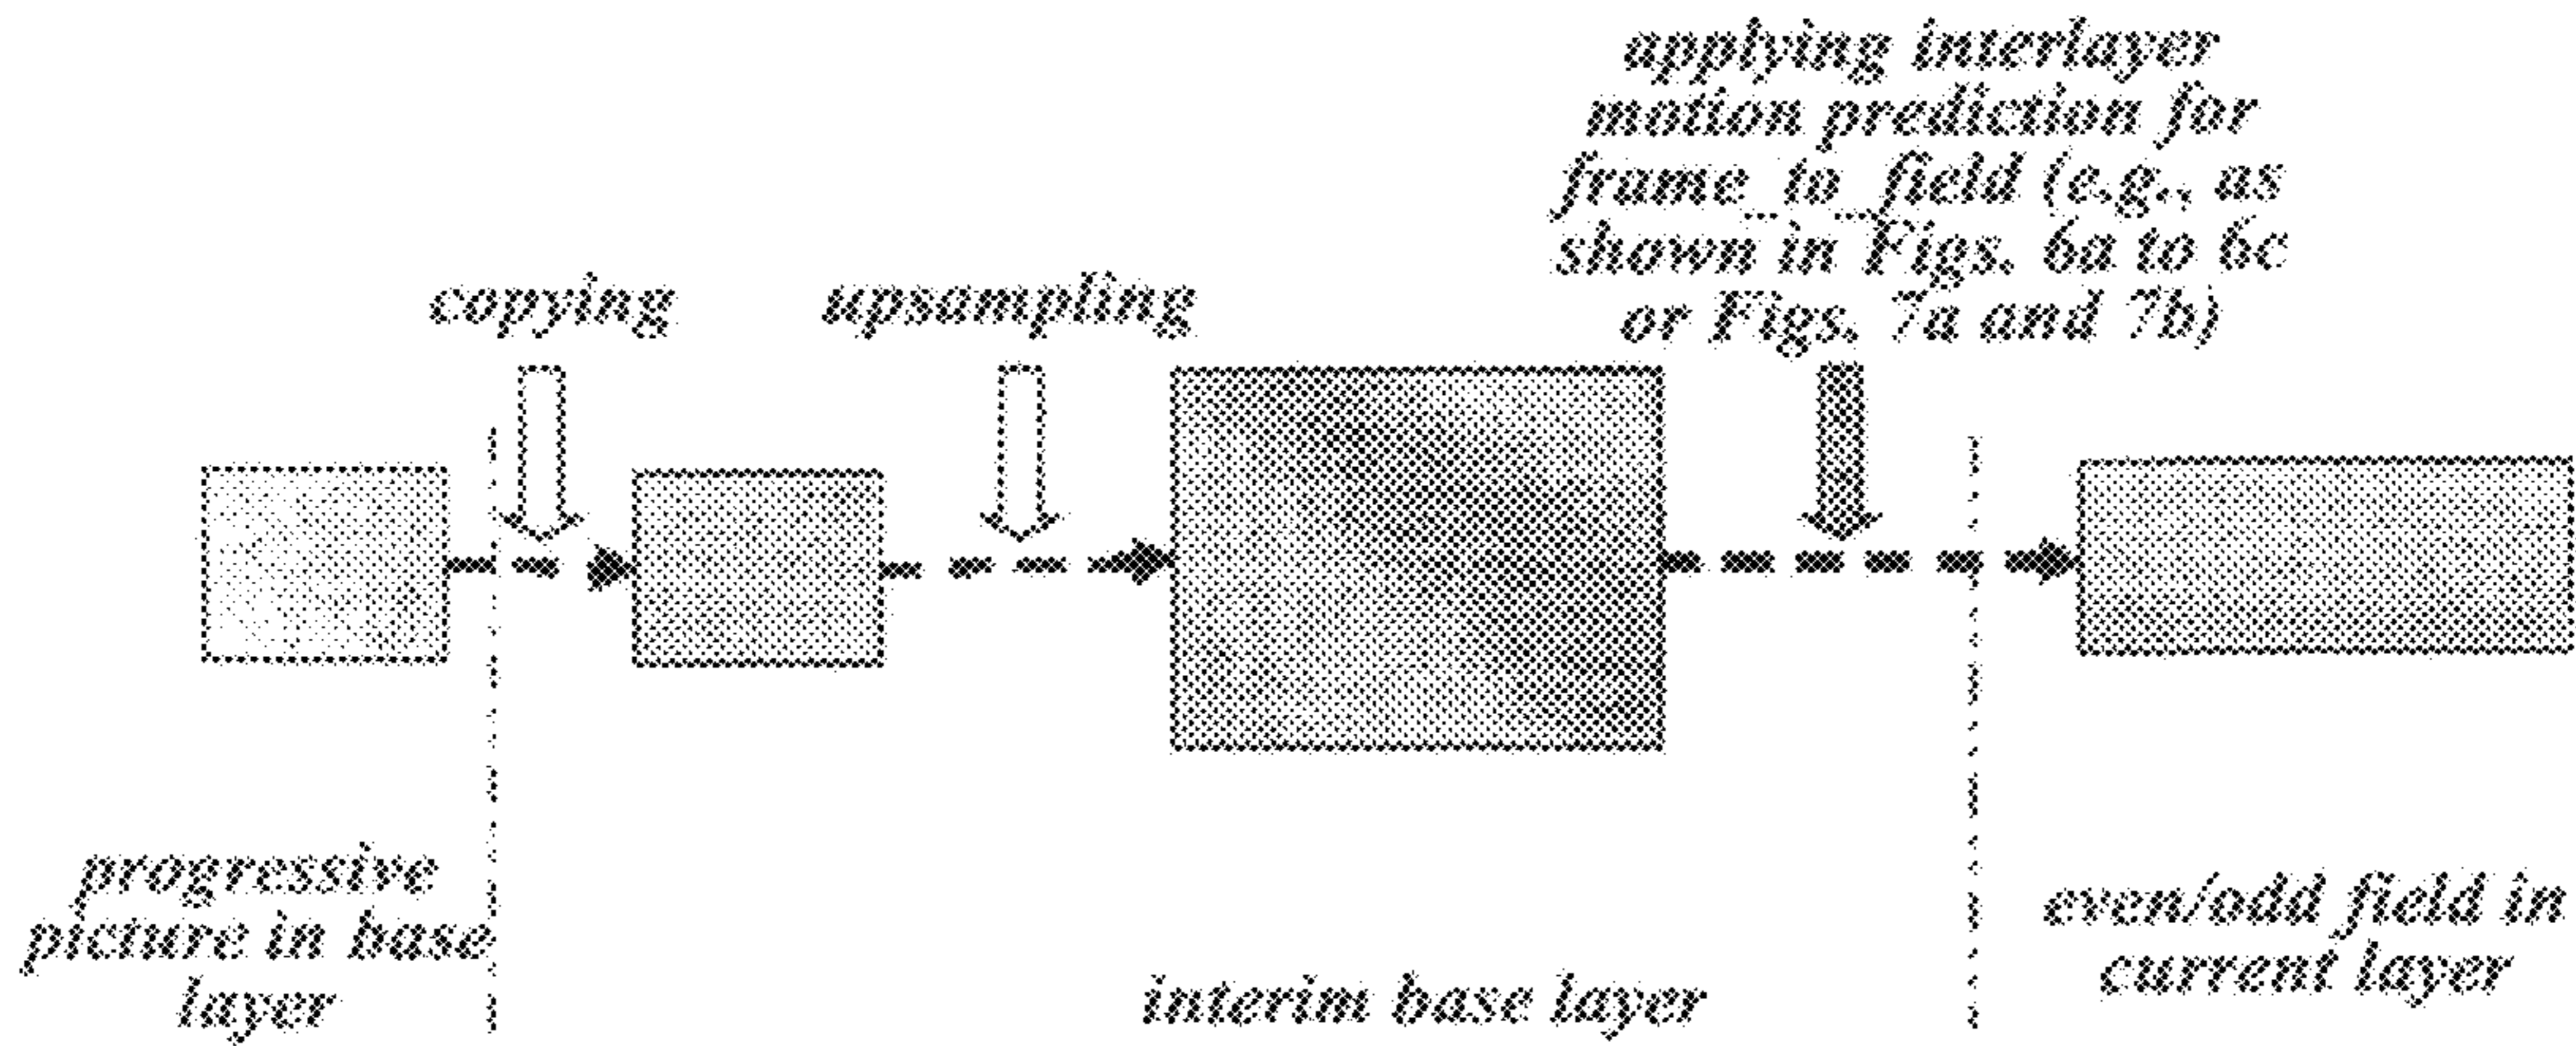 applying interlayer
motion prediction for
frame_to_field (e.g., as
shown in Figs. 6a to 6c
or Figs. 7a and 7b)
copying
upsampling
progressive
picture in base
layer
interim base layer
even/odd field in
current layer